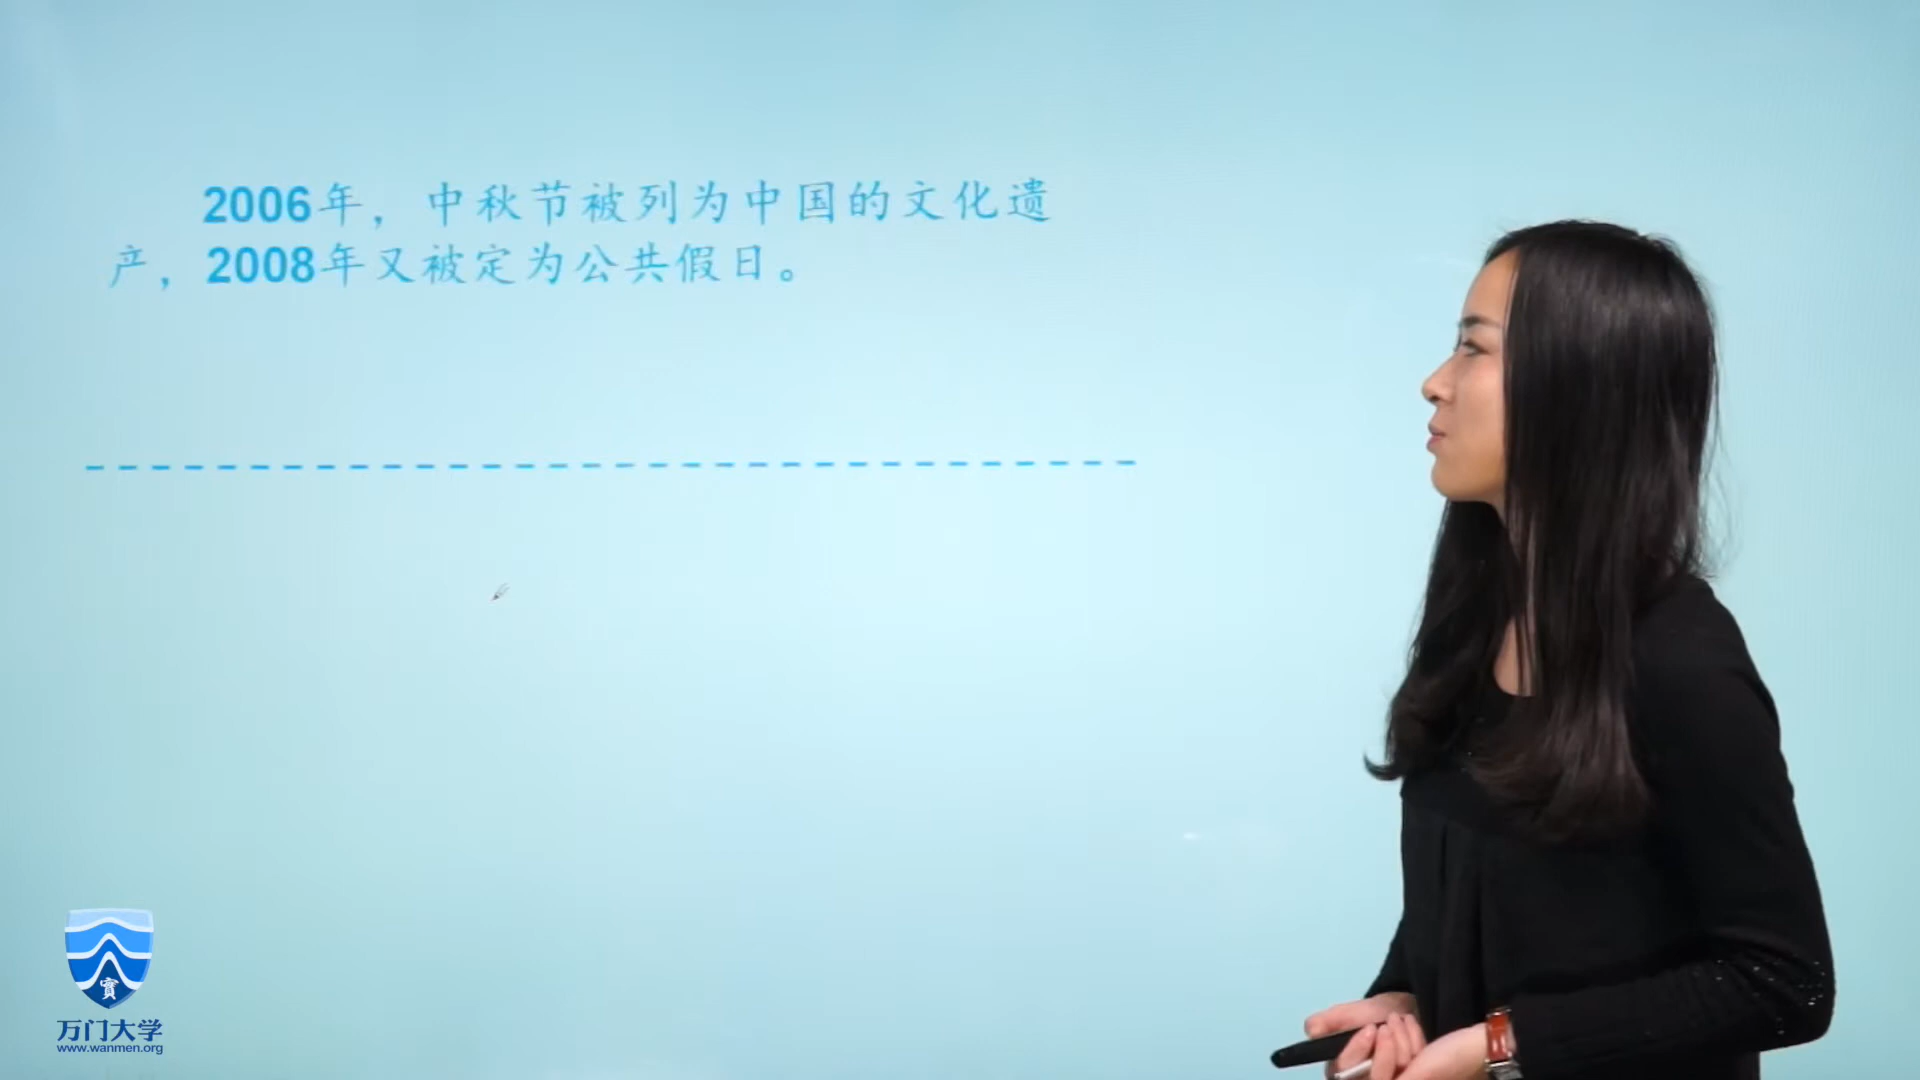 2006年，中秋节被列为中国的文化遗
产，2008年又被定为公共假日。
實
万门大学
www.wanmen.org